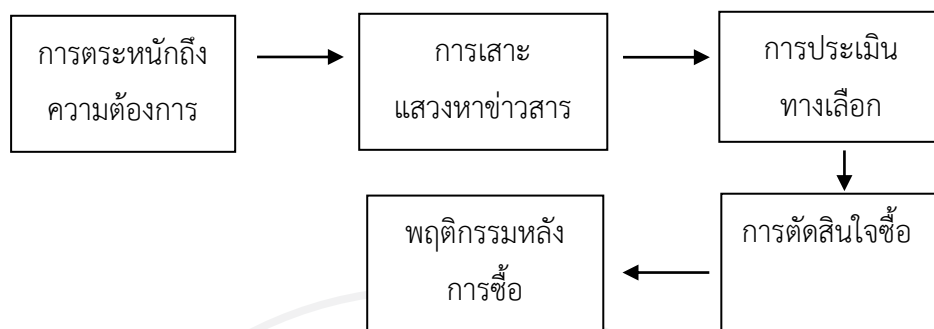 การตระหนักถึง
ความต้องการ
การเสาะ
แสวงหาข่าวสาร
การประเมิน
ทางเลือก
การตัดสินใจซื้อ
พฤติกรรมหลัง
การซื้อ